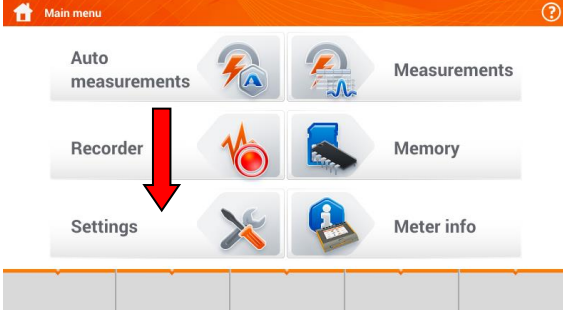 Main menu
?
Auto
measurements
Measurements
Recorder
Memory
Settings
Meter info